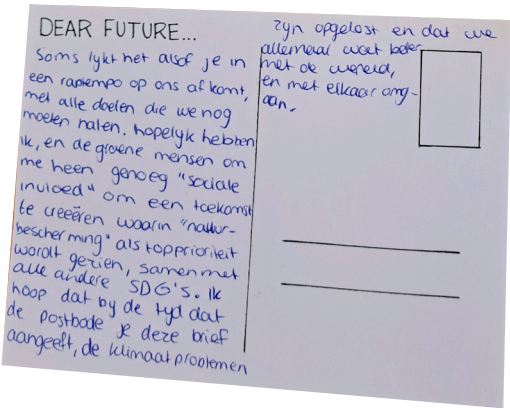 DEAR FUTURE...
Soms lijkt het alsof je in
een raptempo op ons af komt,
met alle doelen die we nog
moeten halen. hopelijk hebben
ik, en de groene mensen om
me heen genoeg "sociale
invloed" om een toekomst
te creeëren waarin "natuur-
bescherming" als topprioriteit
wordt gezien, samen met
alle andere SDG's. Ik
hoop dat bij de tijd dat
de postbode je deze brief
aangeeft, de klimaatproblemen
zijn opgelost en dat we
allemaal wat beter
met de wereld,
en met elkaar omg-
aan.